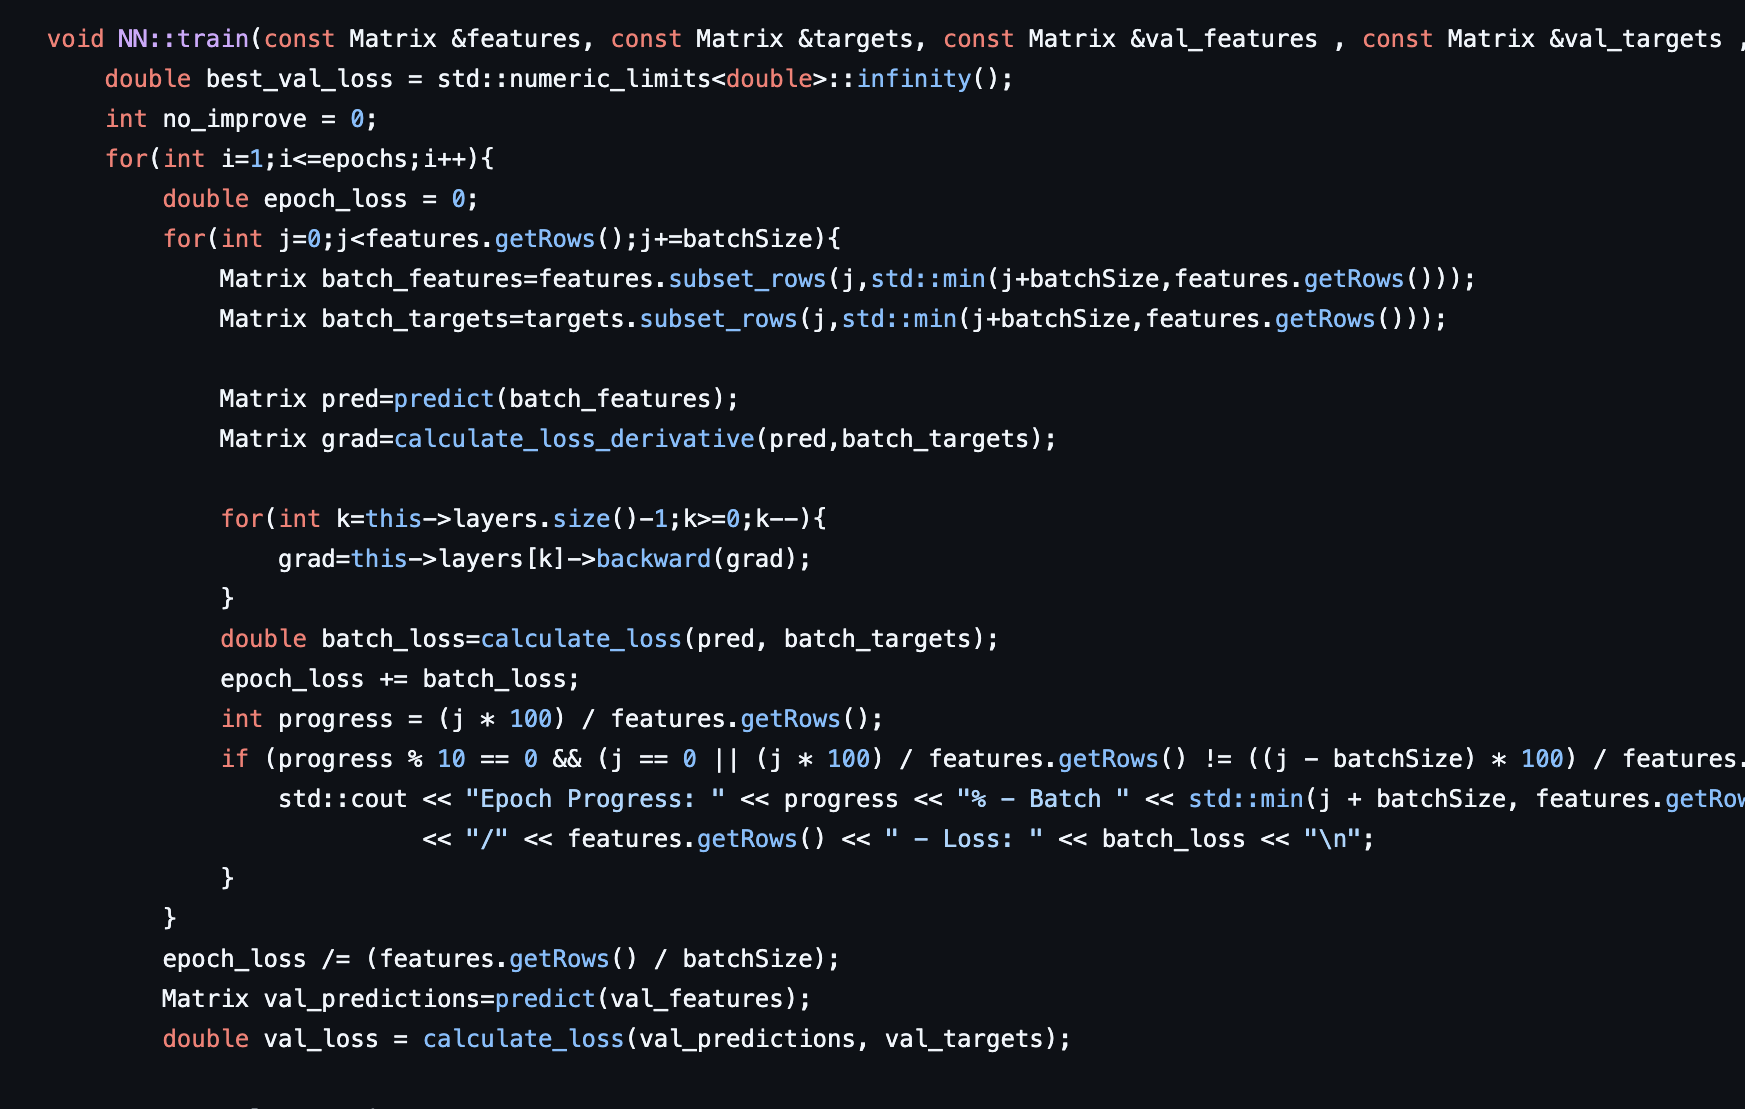 void NN::train(const Matrix &features, const Matrix &targets, const Matrix &val_features , const Matrix &val_targets ,
    double best_val_loss = std::numeric_limits<double>::infinity();
    int no_improve = 0;
    for(int i=1;i<=epochs;i++){
        double epoch_loss = 0;
        for(int j=0;j<features.getRows();j+=batchSize){
            Matrix batch_features=features.subset_rows(j,std::min(j+batchSize,features.getRows()));
            Matrix batch_targets=targets.subset_rows(j,std::min(j+batchSize,features.getRows()));

            Matrix pred=predict(batch_features);
            Matrix grad=calculate_loss_derivative(pred,batch_targets);

            for(int k=this->layers.size()-1;k>=0;k--){
                grad=this->layers[k]->backward(grad);
            }
            double batch_loss=calculate_loss(pred, batch_targets);
            epoch_loss += batch_loss;
            int progress = (j * 100) / features.getRows();
            if (progress % 10 == 0 && (j == 0 || (j * 100) / features.getRows() != ((j - batchSize) * 100) / features.
                std::cout << "Epoch Progress: " << progress << "% - Batch " << std::min(j + batchSize, features.getRow
                          << "/" << features.getRows() << " - Loss: " << batch_loss << "\n";
            }
        }
        epoch_loss /= (features.getRows() / batchSize);
        Matrix val_predictions=predict(val_features);
        double val_loss = calculate_loss(val_predictions, val_targets);